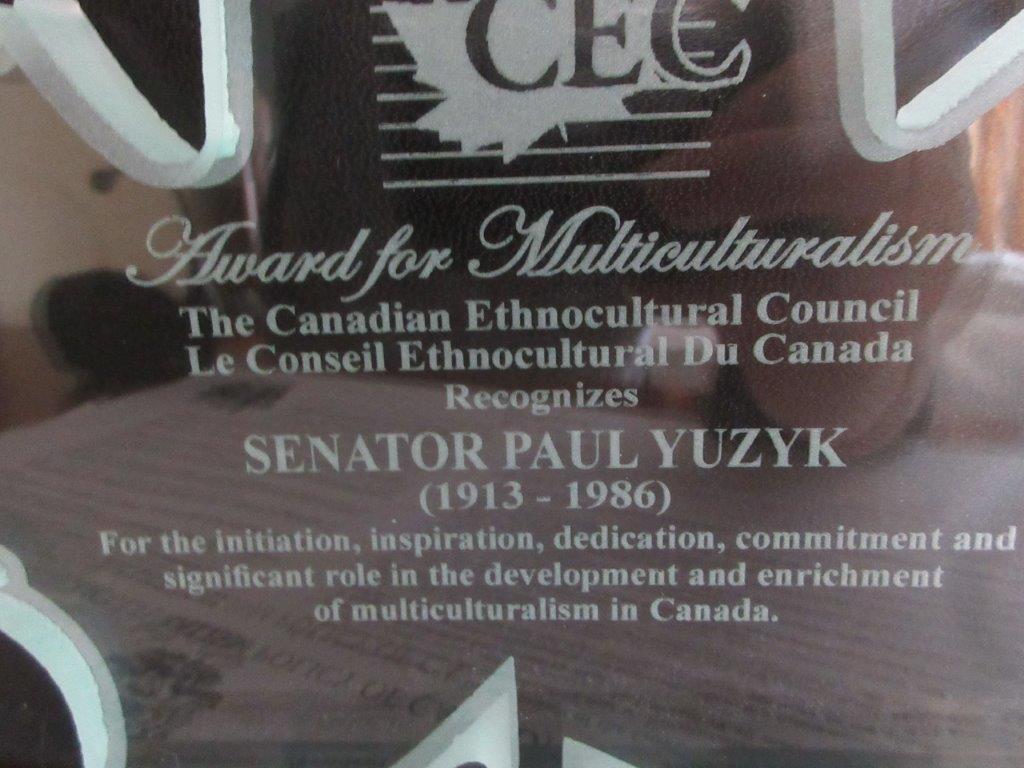 CEC
Award for Multiculturalism
The Canadian Ethnocultural Council
Le Conseil Ethnocultural Du Canada
Recognizes
SENATOR PAUL YUZYK
(1913 - 1986)
For the initiation, inspiration, dedication, commitment and
significant role in the development and enrichment
of multiculturalism in Canada.